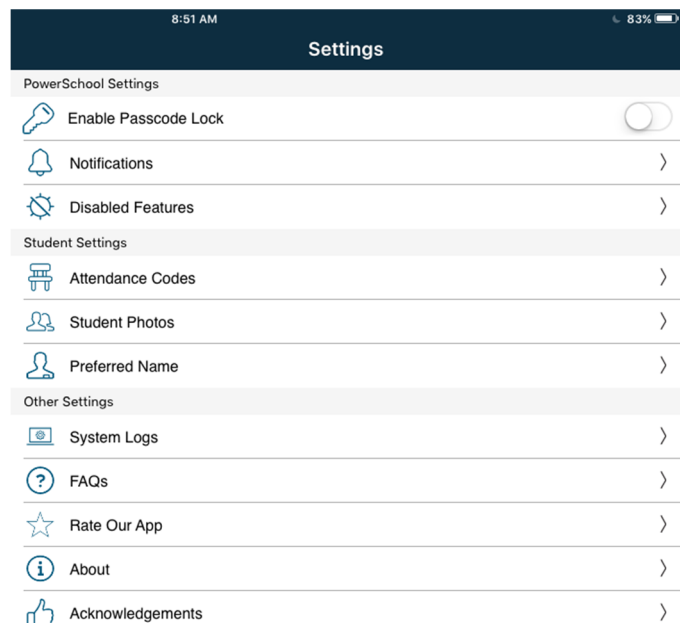 8:51 AM
83%
Settings
PowerSchool Settings
Enable Passcode Lock
Notifications
Disabled Features
Student Settings
Attendance Codes
Student Photos
Preferred Name
Other Settings
System Logs
FAQs
Rate Our App
About
Acknowledgements